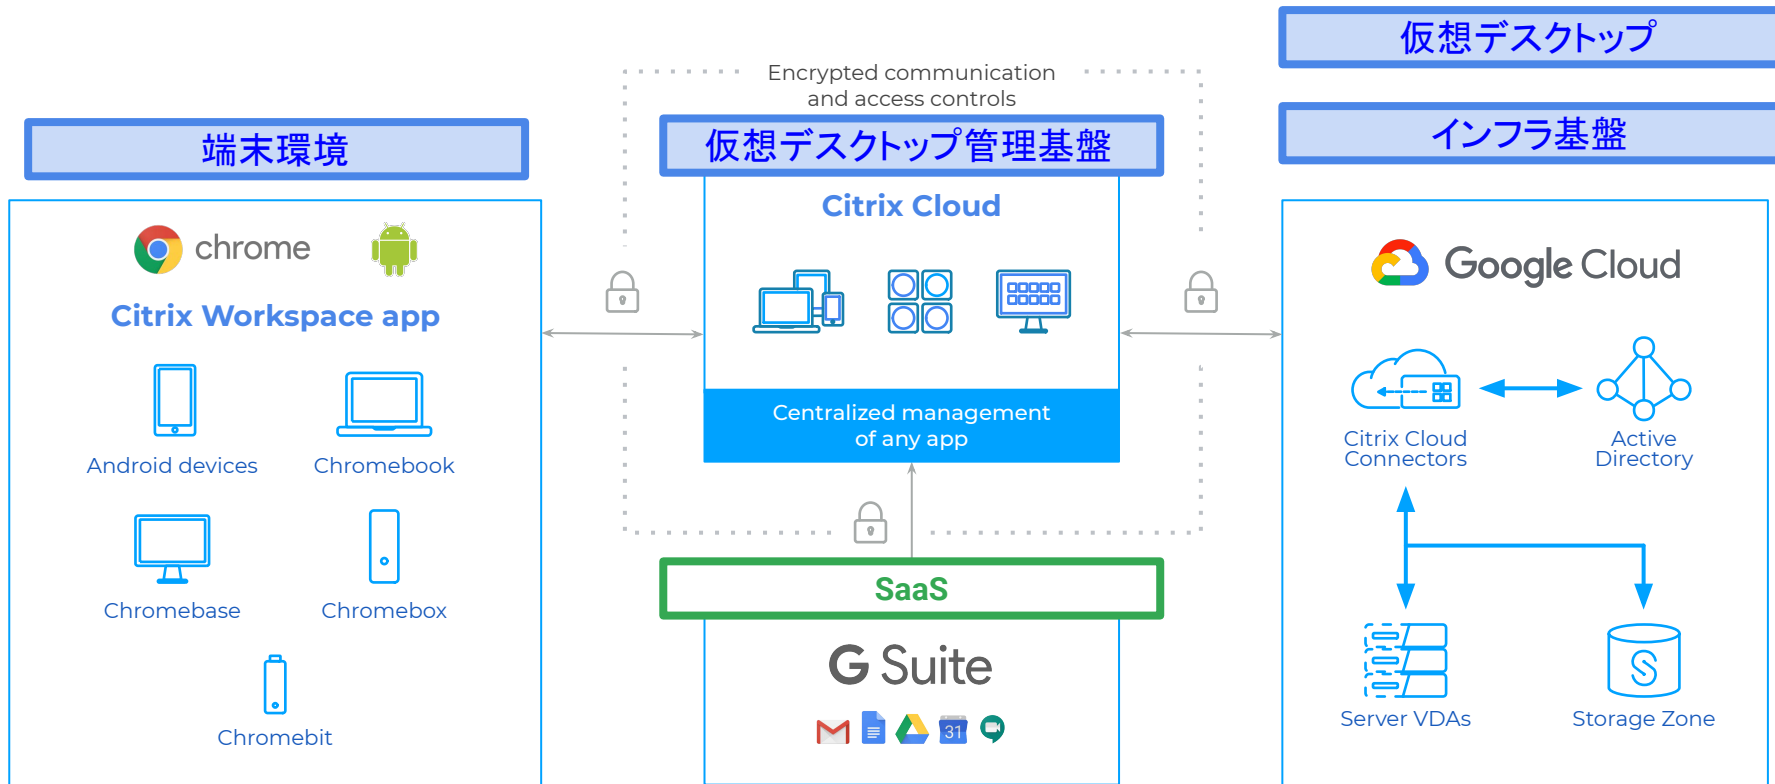 仮想デスクトップ
Encrypted communication
and access controls
端末環境
仮想デスクトップ管理基盤
インフラ基盤
chrome
Citrix Workspace app
Android devices
Chromebook
Chromebase
Chromebox
Chromebit
Citrix Cloud
Centralized management
of any app
SaaS
G Suite
31
Google Cloud
Citrix Cloud
Connectors
Active
Directory
Server VDAs
Storage Zone